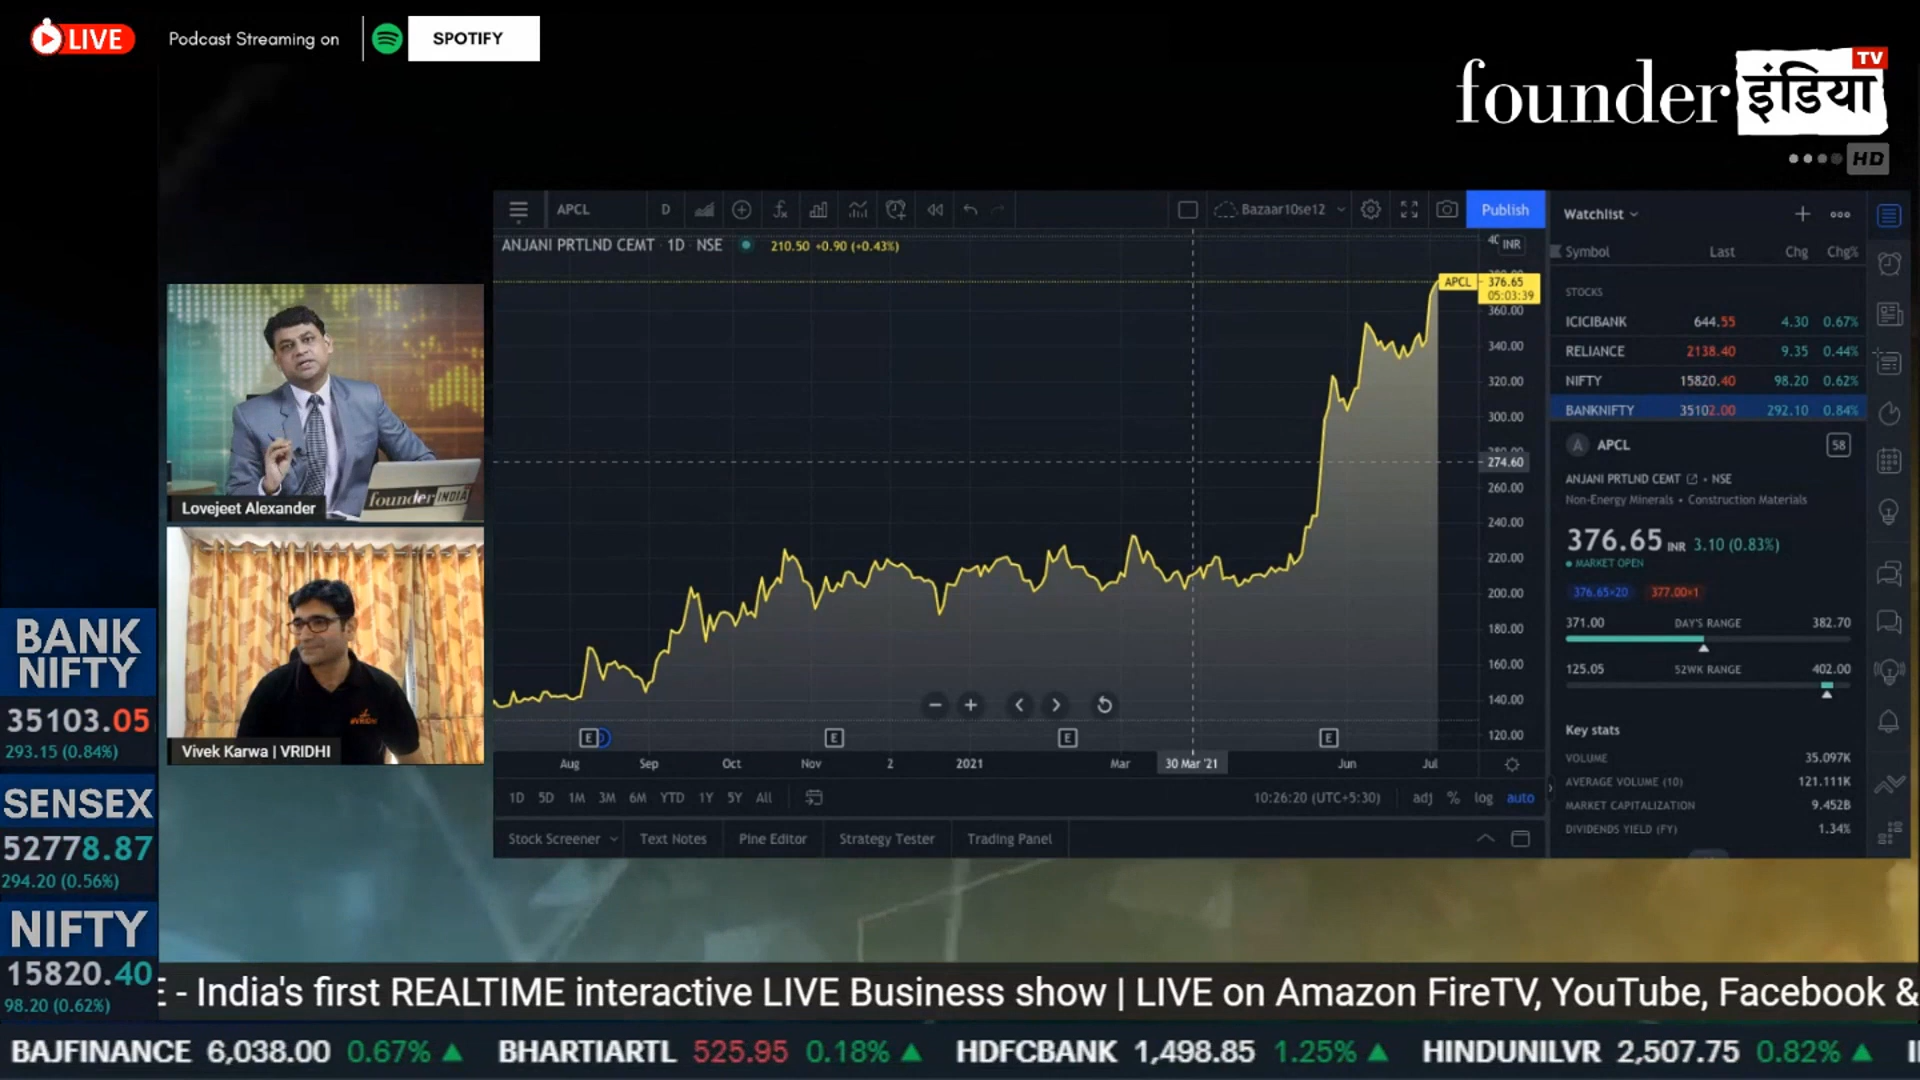 LIVE
Podcast Streaming on
SPOTIFY
founder इंडिया TV
HD
APCL
D
Bazaar10se12
Publish
ANJANI PRTLND CEMT · 1D · NSE
210.50 +0.90 (+0.43%)
INR
APCL 376.65
05:03:39
360.00
340.00
320.00
300.00
274.60
260.00
240.00
220.00
200.00
180.00
160.00
140.00
120.00
E
E
E
E
Aug Sep Oct Nov 2 2021 Mar 30 Mar '21 Jun Jul
1D 5D 1M 3M 6M YTD 1Y 5Y All
10:26:20 (UTC+5:30) adj % log auto
Stock Screener Text Notes Pine Editor Strategy Tester Trading Panel
Watchlist
Symbol Last Chg Chg%
STOCKS
ICICIBANK 644.55 4.30 0.67%
RELIANCE 2138.40 9.35 0.44%
NIFTY 15820.40 98.20 0.62%
BANKNIFTY 35102.00 292.10 0.84%
A APCL 58
ANJANI PRTLND CEMT • NSE
Non-Energy Minerals • Construction Materials
376.65 INR 3.10 (0.83%)
MARKET OPEN
376.65×20 377.00×1
371.00 DAY'S RANGE 382.70
125.05 52WK RANGE 402.00
Key stats
VOLUME 35.097K
AVERAGE VOLUME (10) 121.111K
MARKET CAPITALIZATION 9.452B
DIVIDENDS YIELD (FY) 1.34%
founder INDIA
Lovejeet Alexander
VRIDHI
Vivek Karwa | VRIDHI
BANK
NIFTY
35103.05
293.15 (0.84%)
SENSEX
52778.87
294.20 (0.56%)
NIFTY
15820.40
98.20 (0.62%)
E - India's first REALTIME interactive LIVE Business show | LIVE on Amazon FireTV, YouTube, Facebook &
BAJFINANCE 6,038.00 0.67% ▲ BHARTIARTL 525.95 0.18% ▲ HDFCBANK 1,498.85 1.25% ▲ HINDUNILVR 2,507.75 0.82% ▲